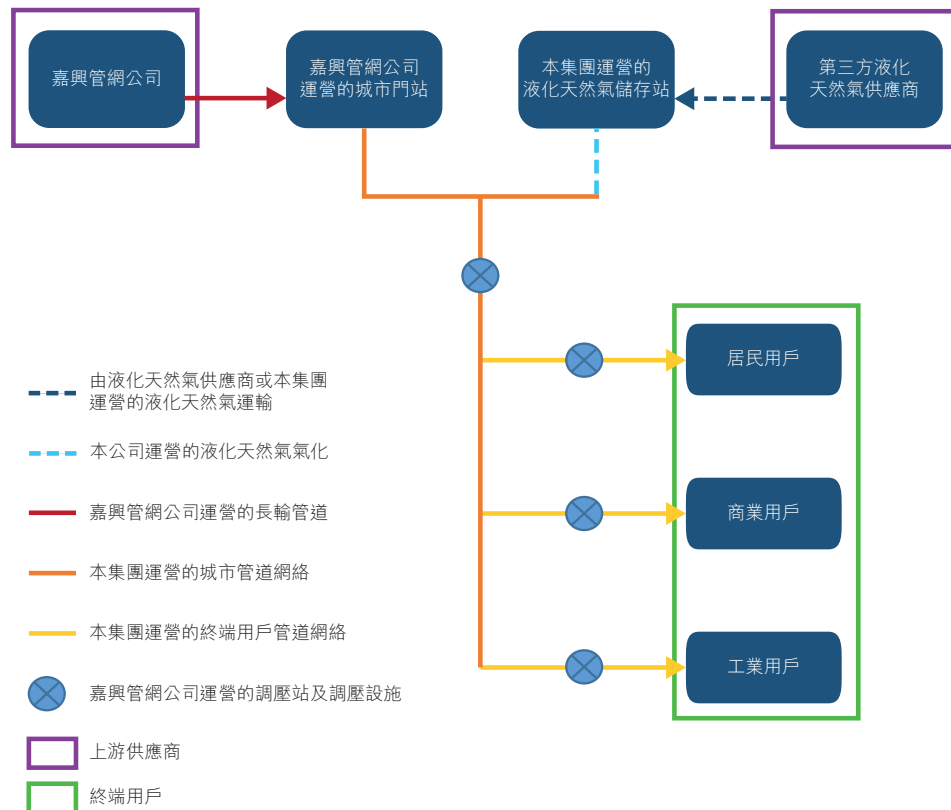 嘉興管網公司
嘉興管網公司
運營的城市門站
本集團運營的
液化天然氣儲存站
第三方液化
天然氣供應商
居民用戶
商業用戶
工業用戶
由液化天然氣供應商或本集團
運營的液化天然氣運輸
本公司運營的液化天然氣氣化
嘉興管網公司運營的長輸管道
本集團運營的城市管道網絡
本集團運營的終端用戶管道網絡
嘉興管網公司運營的調壓站及調壓設施
上游供應商
終端用戶